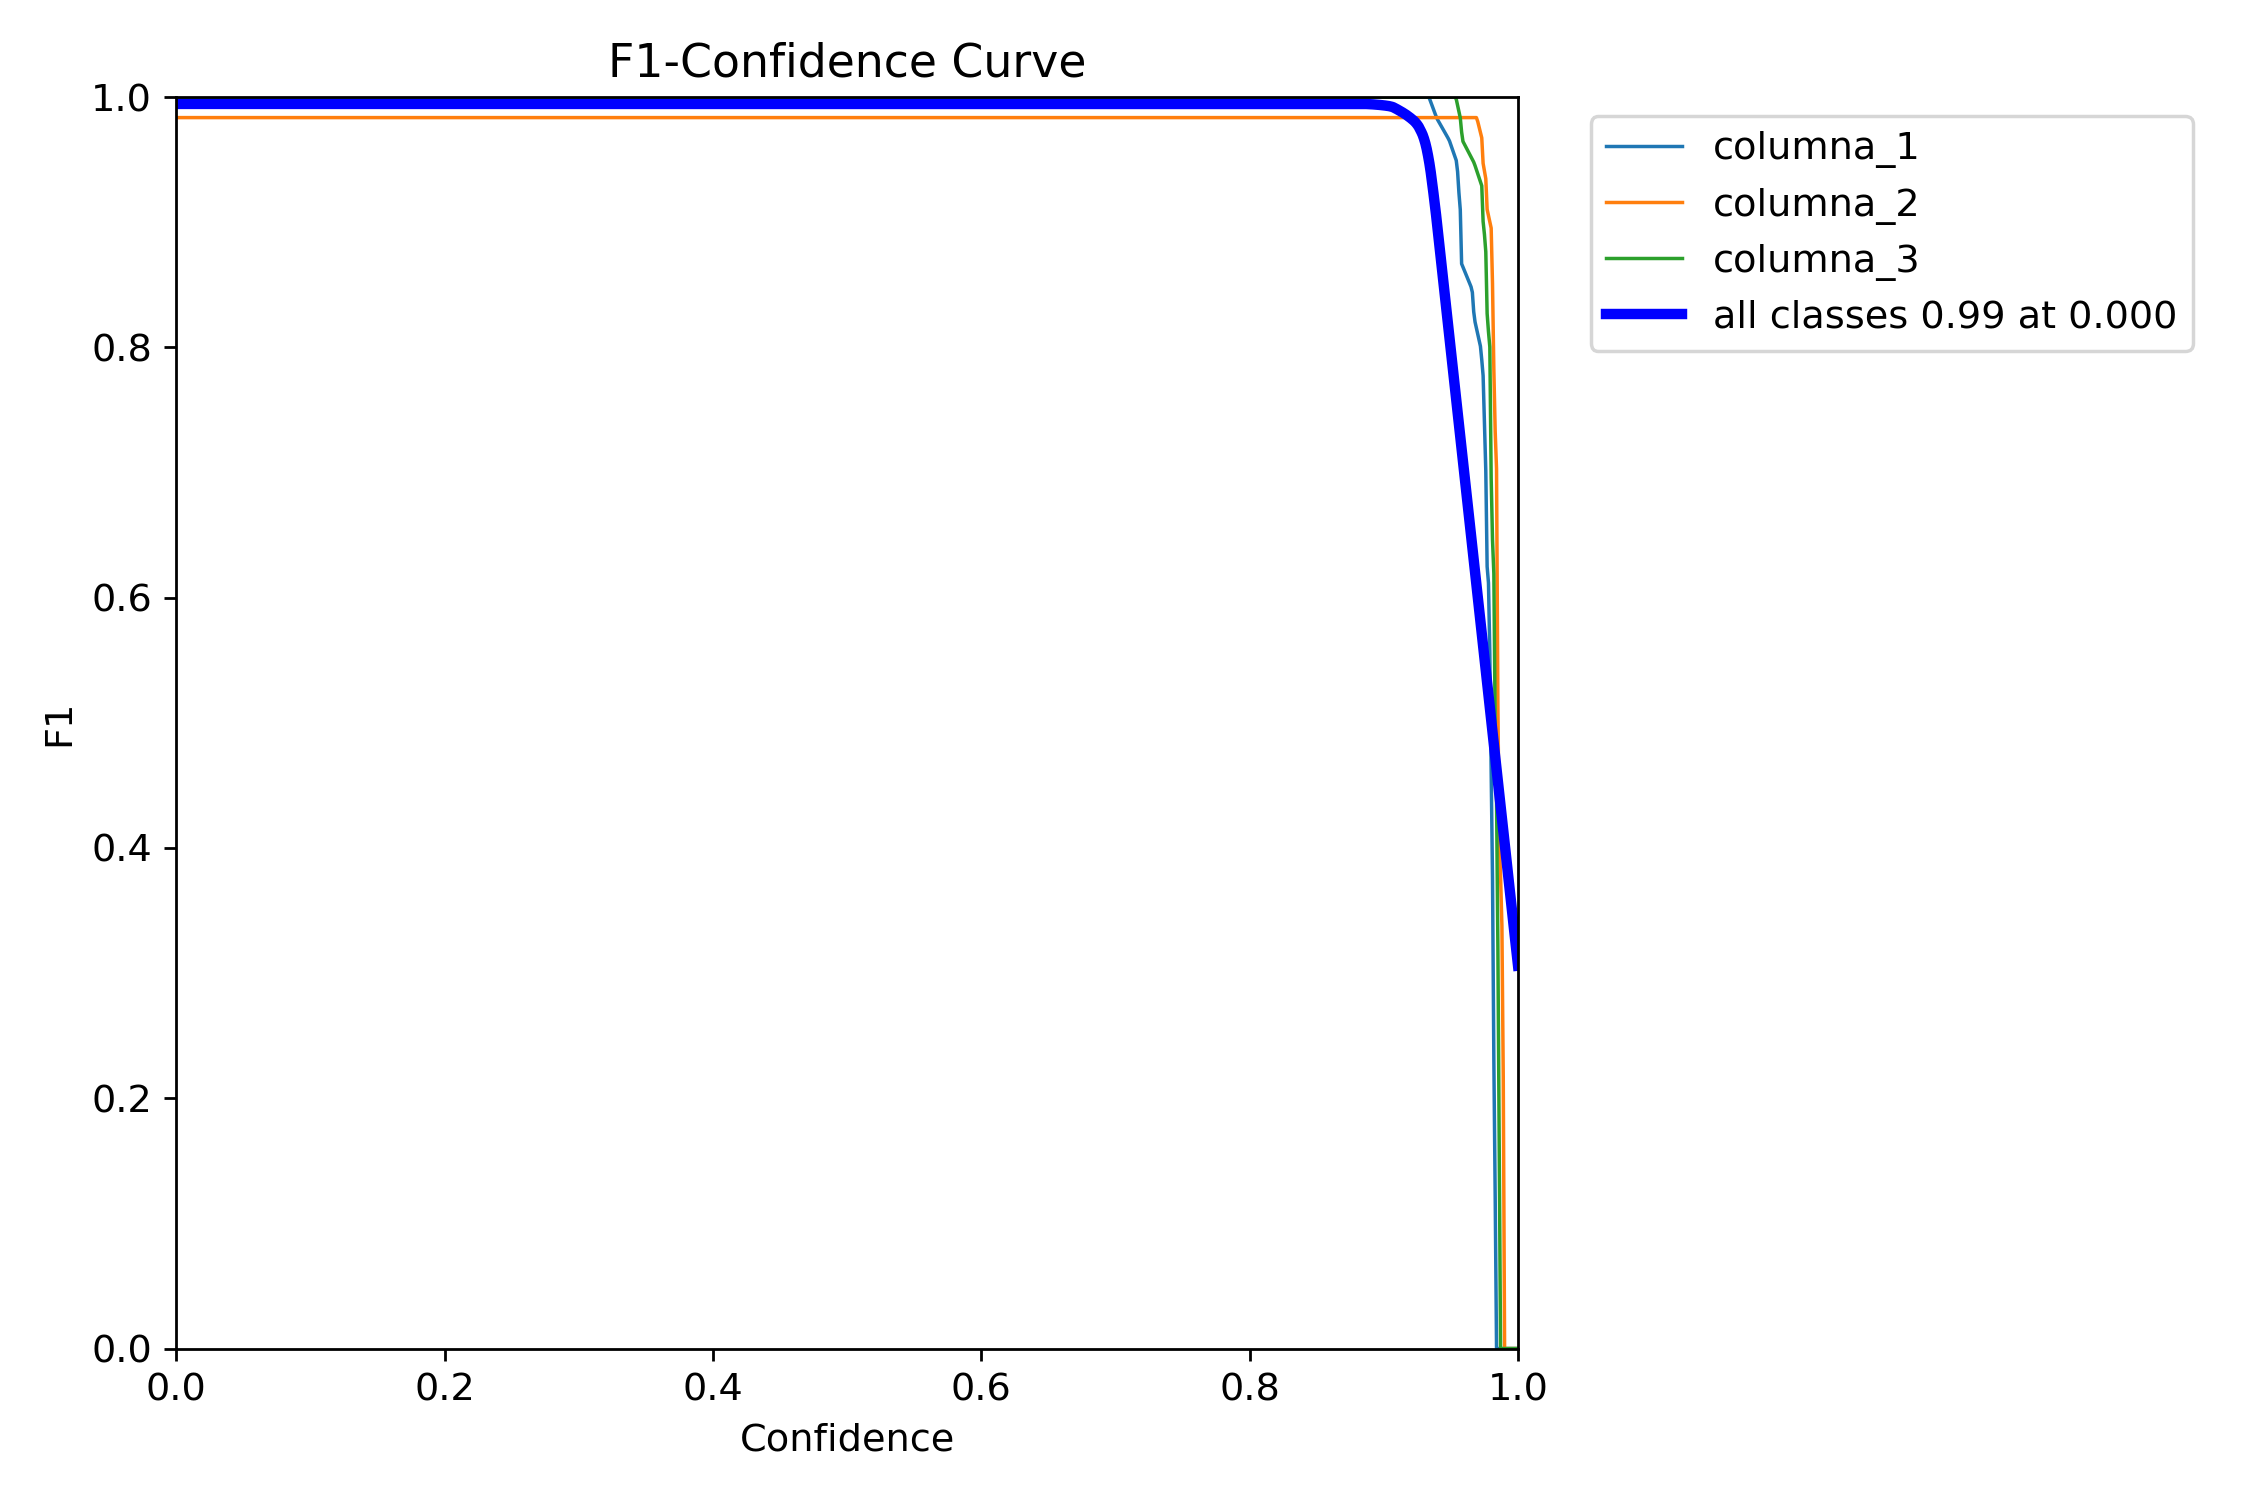 F1-Confidence Curve
1.0
0.8
0.6
0.4
0.2
0.0
F1
0.0 0.2 0.4 0.6 0.8 1.0
Confidence
columna_1
columna_2
columna_3
all classes 0.99 at 0.000